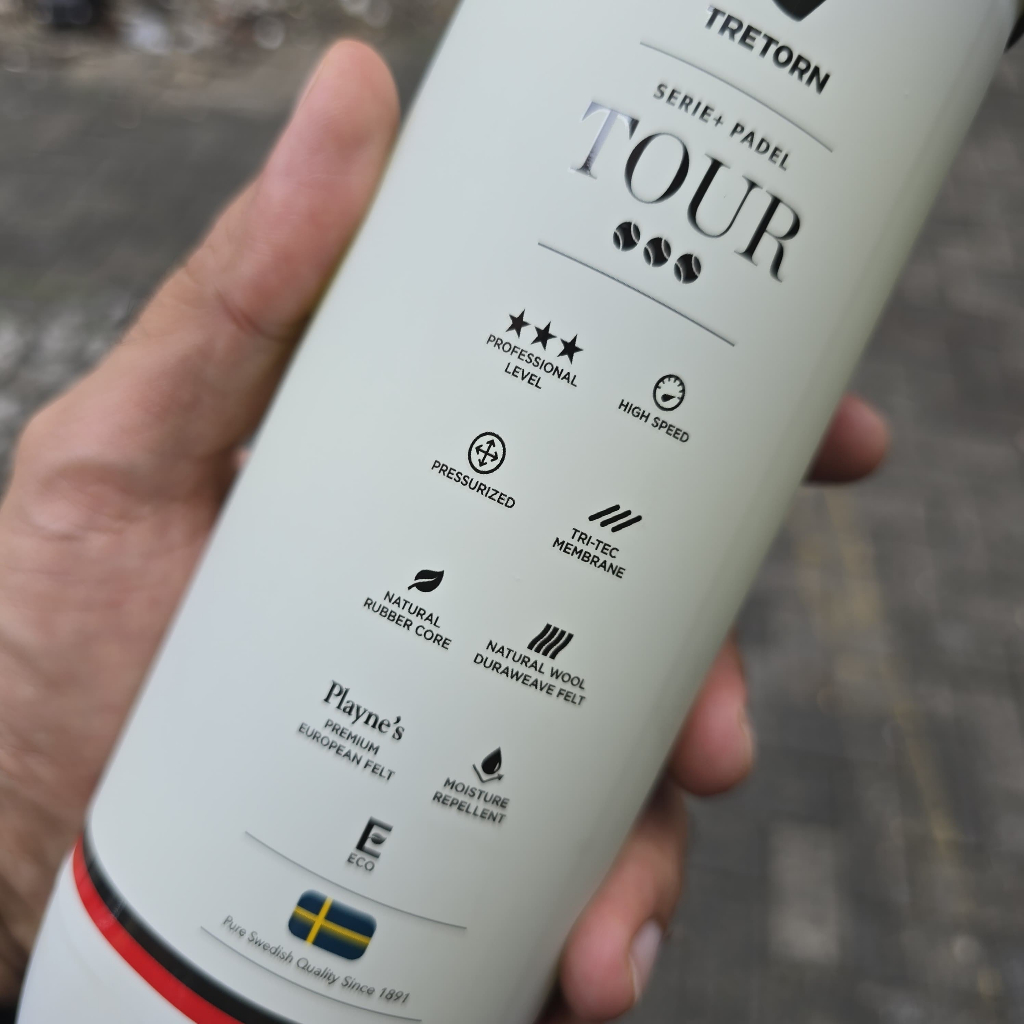 TRETORN
SERIE+ PADEL
TOUR
PROFESSIONAL
LEVEL
HIGH SPEED
PRESSURIZED
TRI-TEC
MEMBRANE
NATURAL
RUBBER CORE
NATURAL WOOL
DURAWEAVE FELT
Playne's
PREMIUM
EUROPEAN FELT
MOISTURE
REPELLENT
E
ECO
Pure Swedish Quality Since 1891